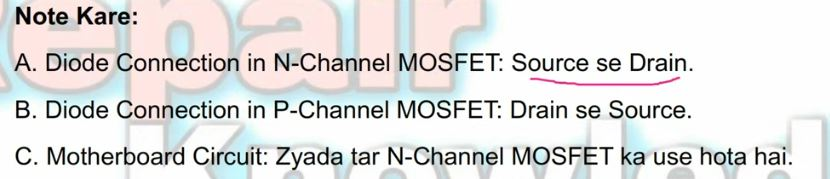 Note Kare:
A. Diode Connection in N-Channel MOSFET: Source se Drain.
B. Diode Connection in P-Channel MOSFET: Drain se Source.
C. Motherboard Circuit: Zyada tar N-Channel MOSFET ka use hota hai.